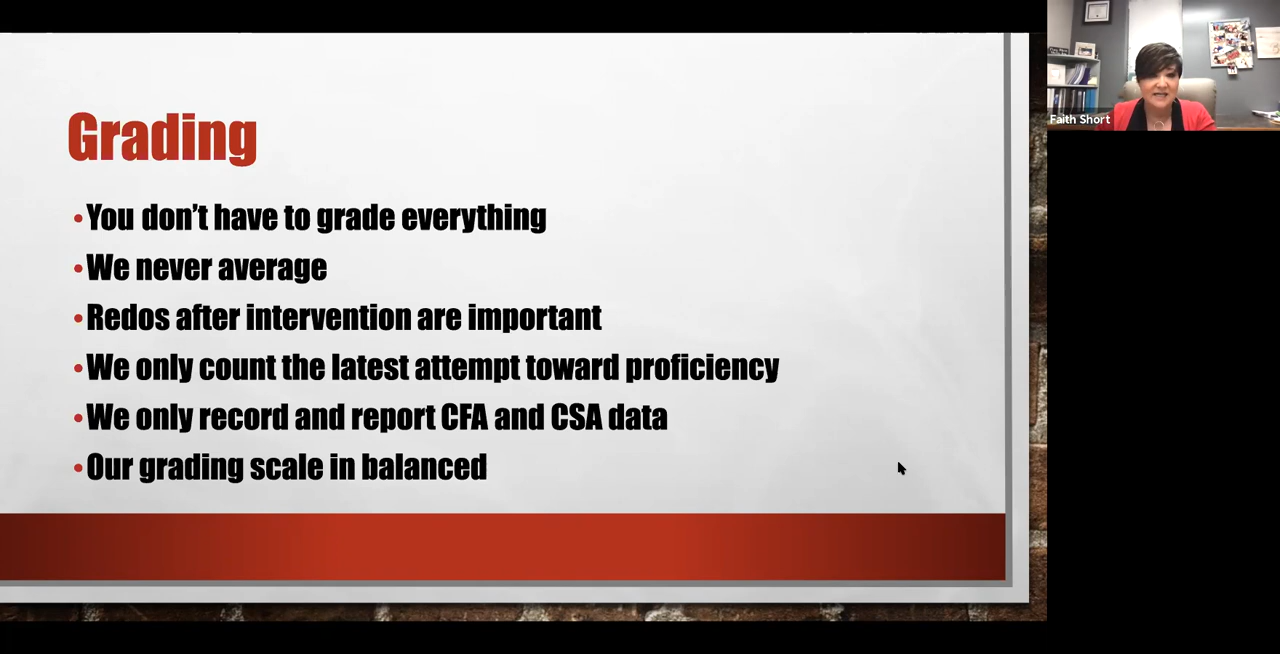 Grading
•You don’t have to grade everything
•We never average
•Redos after intervention are important
•We only count the latest attempt toward proficiency
•We only record and report CFA and CSA data
•Our grading scale in balanced
Faith Short